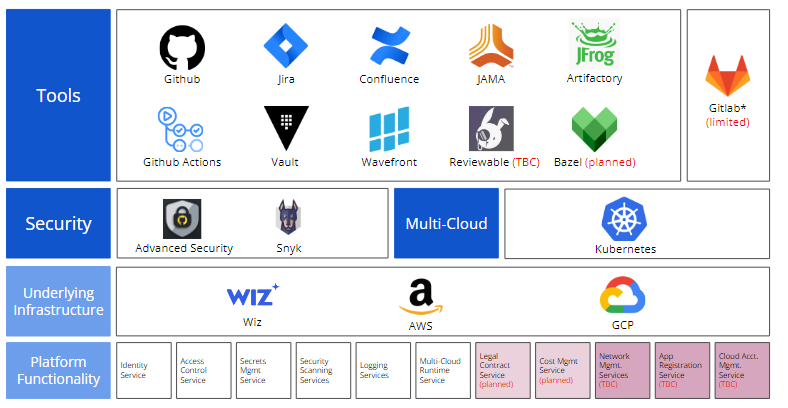 Tools
Github
Jira
Confluence
JAMA
JFrog
Artifactory
Gitlab*
(limited)
Github Actions
Vault
Wavefront
Reviewable (TBC)
Bazel (planned)
Security
Advanced Security
Snyk
Multi-Cloud
Kubernetes
Underlying
Infrastructure
WIZ
Wiz
a
AWS
GCP
Platform
Functionality
Identity
Service
Access
Control
Service
Secrets
Mgmt
Service
Security
Scanning
Services
Logging
Services
Multi-Cloud
Runtime
Service
Legal
Contract
Service
(planned)
Cost Mgmt
Service
(planned)
Network
Mgmt.
Services
(TBC)
App
Registration
Service
(TBC)
Cloud Acct.
Mgmt.
Service
(TBC)